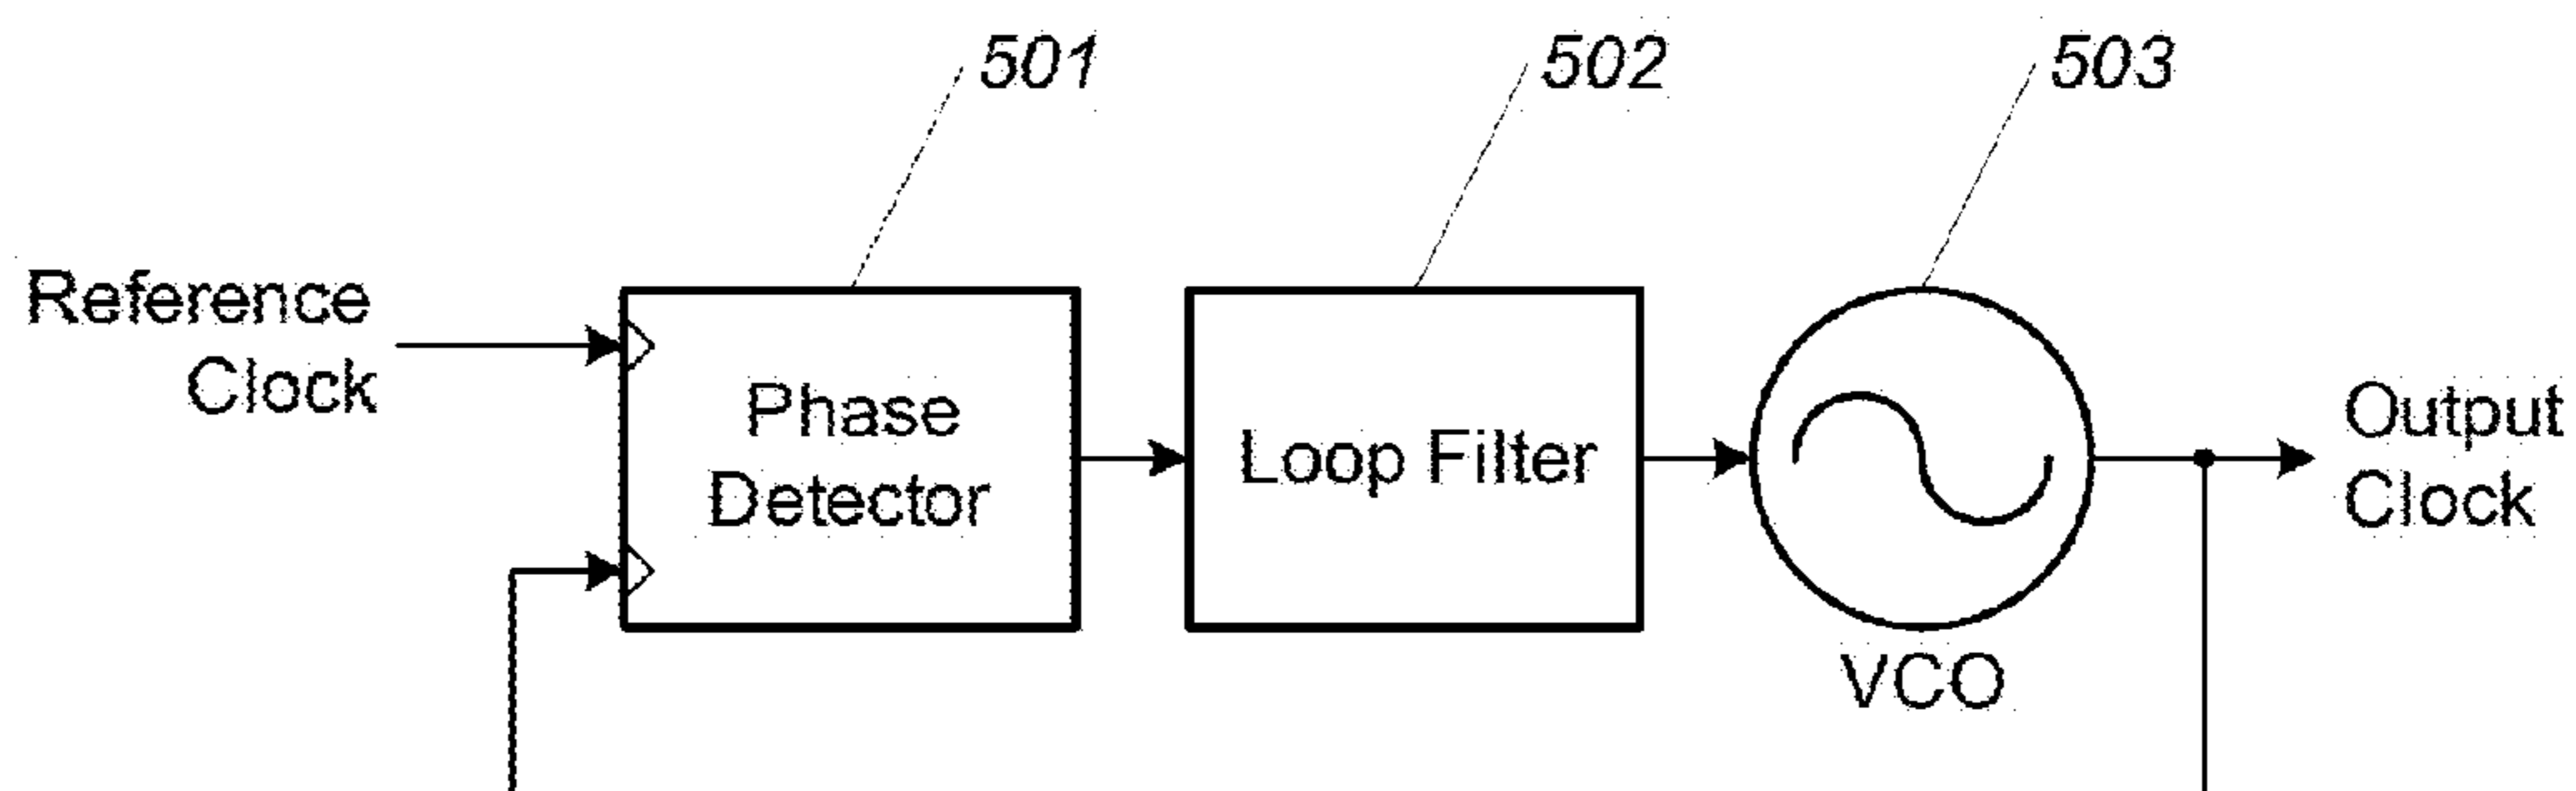 501
502
503
Reference
Clock
Phase
Detector
Loop Filter
VCO
Output
Clock